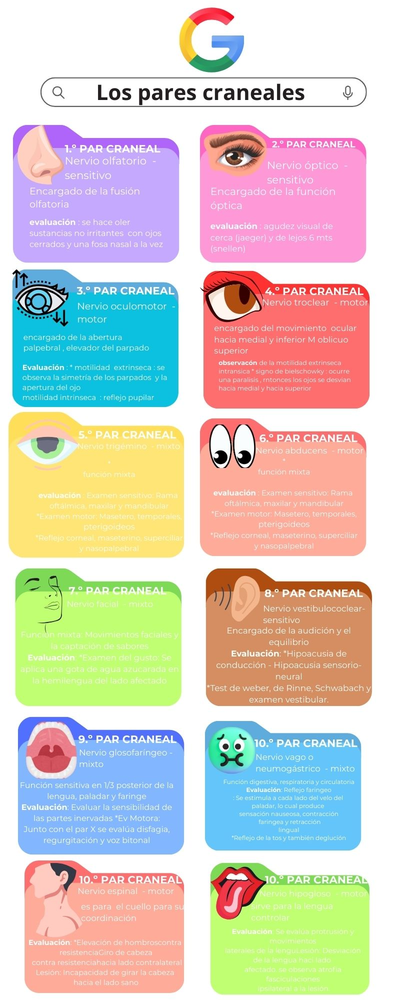 Los pares craneales
1.º PAR CRANEAL
Nervio olfatorio -
sensitivo
Encargado de la fusión
olfatoria
evaluación : se hace oler
sustancias no irritantes con ojos
cerrados y una fosa nasal a la vez
2.º PAR CRANEAL
Nervio óptico -
sensitivo
Encargado de la función
óptica
evaluación : agudez visual de
cerca (jaeger) y de lejos 6 mts
(snellen)
3.º PAR CRANEAL
Nervio oculomotor -
motor
encargado de la abertura
palpebral , elevador del parpado
Evaluación : * motilidad extrinseca : se
observa la simetría de los parpados y la
apertura del ojo
motilidad intrinseca : reflejo pupilar
4.º PAR CRANEAL
Nervio troclear - motor
encargado del movimiento ocular
hacia medial y inferior M oblicuo
superior
observacón de la motilidad extrinseca
intransica * signo de bielschowky : ocurre
una paralisis , rntonces los ojos se desvian
hacia medial y hacia superior
5.º PAR CRANEAL
Nervio trigémino - mixto
*
función mixta
evaluación : Examen sensitivo: Rama
oftálmica, maxilar y mandibular
*Examen motor: Masetero, temporales,
pterigoideos
*Reflejo corneal, maseterino, superciliar
y nasopalpebral
6.º PAR CRANEAL
Nervio abducens - motor
*
función mixta
evaluación : Examen sensitivo: Rama
oftálmica, maxilar y mandibular
*Examen motor: Masetero, temporales,
pterigoideos
*Reflejo corneal, maseterino, superciliar
y nasopalpebral
7.º PAR CRANEAL
Nervio facial - mixto
Función mixta: Movimientos faciales y
la captación de sabores
Evaluación: *Examen del gusto: Se
aplica una gota de agua azucarada en
la hemilengua del lado afectado
8.º PAR CRANEAL
Nervio vestibulococlear-
sensitivo
Encargado de la audición y el
equilibrio
Evaluación: *Hipoacusia de
conducción - Hipoacusia sensorio-
neural
*Test de weber, de Rinne, Schwabach y
examen vestibular.
9.º PAR CRANEAL
Nervio glosofaríngeo -
mixto
Función sensitiva en 1/3 posterior de la
lengua, paladar y faringe
Evaluación: Evaluar la sensibilidad de
las partes inervadas *Ev Motora:
Junto con el par X se evalúa disfagia,
regurgitación y voz bitonal
10.º PAR CRANEAL
Nervio vago o
neumogástrico - mixto
Función digestiva, respiratoria y circulatoria
Evaluación: Reflejo faringeo
: Se estimula a cada lado del velo del
paladar, lo cual produce
sensación nauseosa, contracción
faringea y retracción
lingual
*Reflejo de la tos y también deglución
10.º PAR CRANEAL
Nervio espinal - motor
es para el cuello para su
coordinación
Evaluación: *Elevación de hombroscontra
resistenciaGiro de cabeza
contra resistenciahacia lado contralateral
Lesión: Incapacidad de girar la cabeza
hacia el lado sano
10.º PAR CRANEAL
Nervio hipogloso - motor
sirve para la lengua
controlar
Evaluación: Se evalúa protrusión y
movimientos
laterales de la lenguLesión: Desviación
de la lengua haci lado
afectado. se observa atrofia
fasciculaciones
ipsilateral a la lesión.